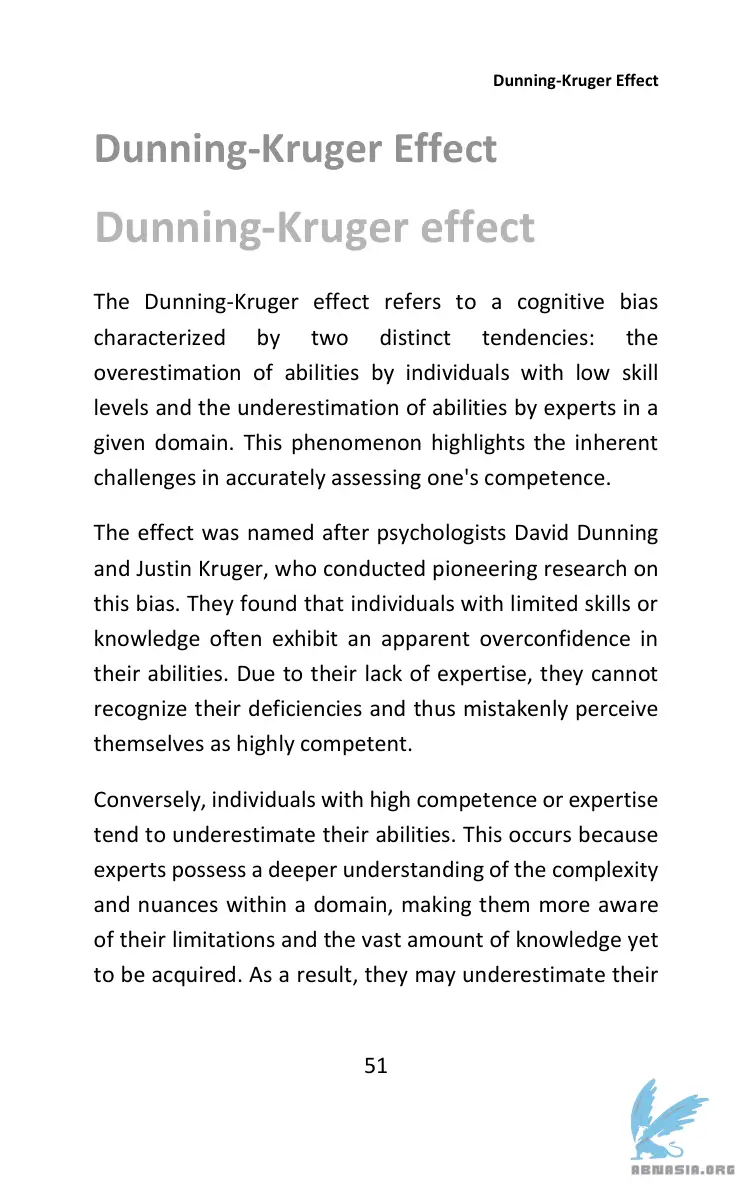 Dunning-Kruger Effect
Dunning-Kruger Effect
Dunning-Kruger effect
The Dunning-Kruger effect refers to a cognitive bias
characterized by two distinct tendencies: the
overestimation of abilities by individuals with low skill
levels and the underestimation of abilities by experts in a
given domain. This phenomenon highlights the inherent
challenges in accurately assessing one's competence.
The effect was named after psychologists David Dunning
and Justin Kruger, who conducted pioneering research on
this bias. They found that individuals with limited skills or
knowledge often exhibit an apparent overconfidence in
their abilities. Due to their lack of expertise, they cannot
recognize their deficiencies and thus mistakenly perceive
themselves as highly competent.
Conversely, individuals with high competence or expertise
tend to underestimate their abilities. This occurs because
experts possess a deeper understanding of the complexity
and nuances within a domain, making them more aware
of their limitations and the vast amount of knowledge yet
to be acquired. As a result, they may underestimate their
51
ABNASIA.ORG